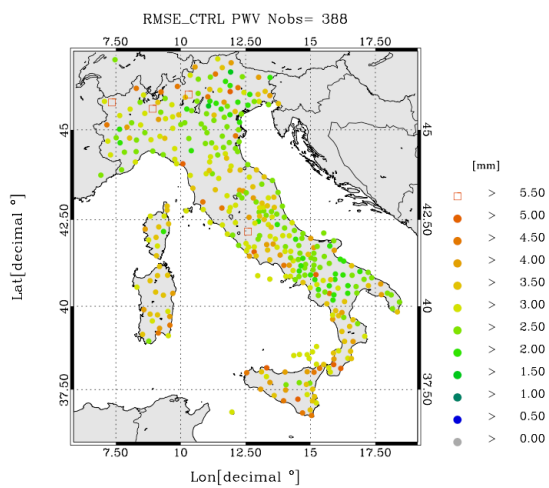 RMSE_CTRL PWV Nobs= 388
7.50 10 12.50 15 17.50
45 45
42.50 42.50
40 40
37.50 37.50
7.50 10 12.50 15 17.50
Lon[decimal °]
Lat[decimal °]
[mm]
> 5.50
> 5.00
> 4.50
> 4.00
> 3.50
> 3.00
> 2.50
> 2.00
> 1.50
> 1.00
> 0.50
> 0.00